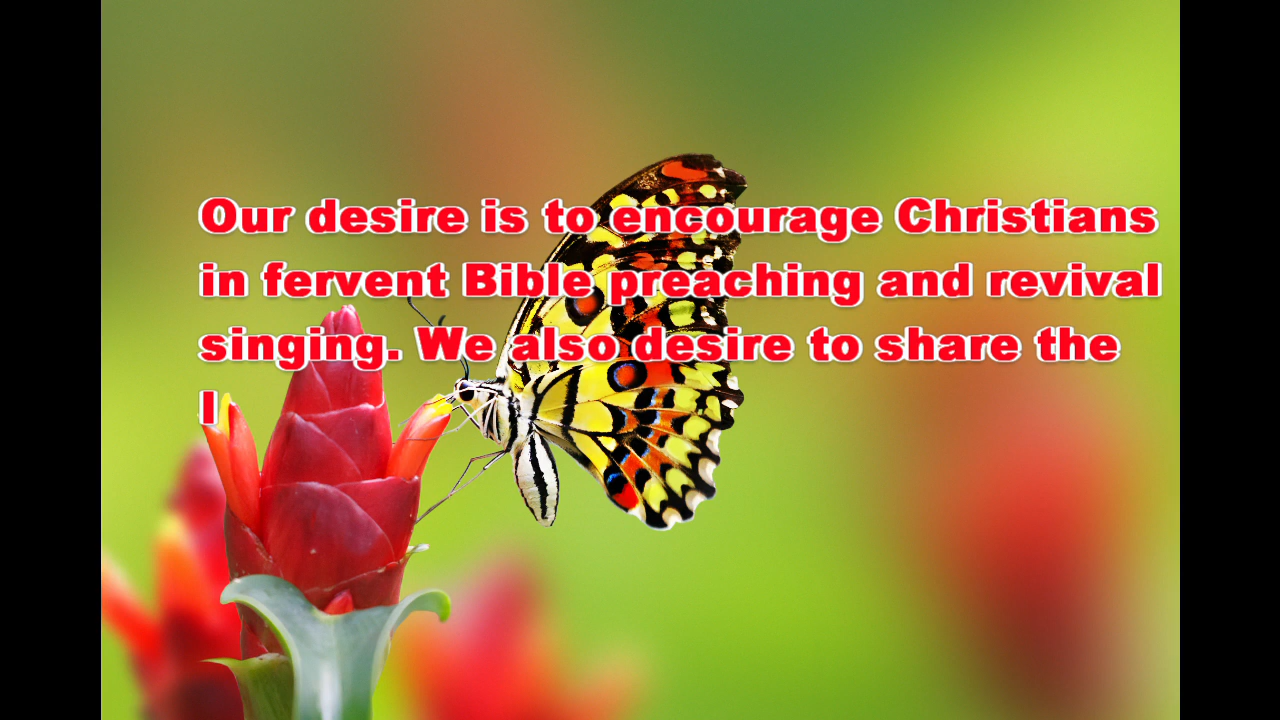 Our desire is to encourage Christians
in fervent Bible preaching and revival
singing. We also desire to share the
l